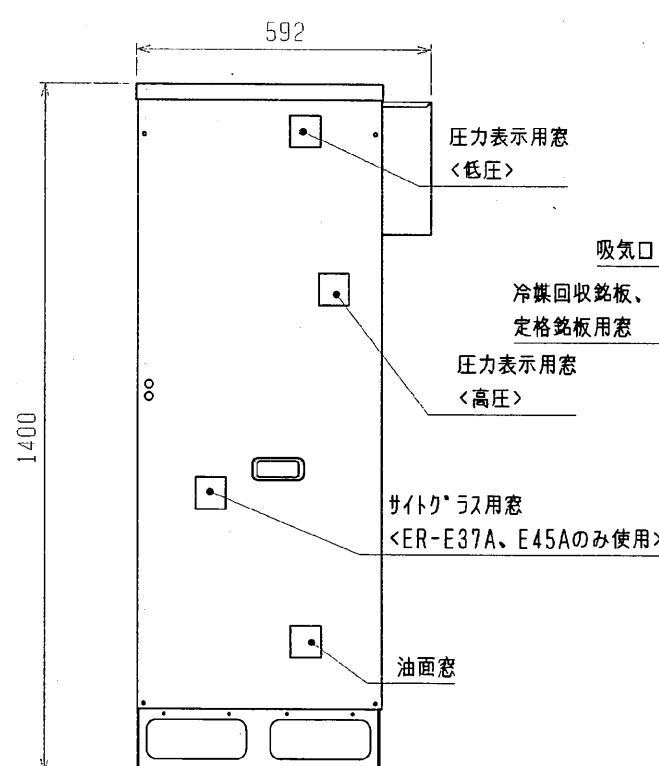 592
圧力表示用窓
<低圧>
吸気口
冷媒回収銘板、
定格銘板用窓
圧力表示用窓
<高圧>
1400
サイトグラス用窓
<ER-E37A、E45Aのみ使用>
油面窓